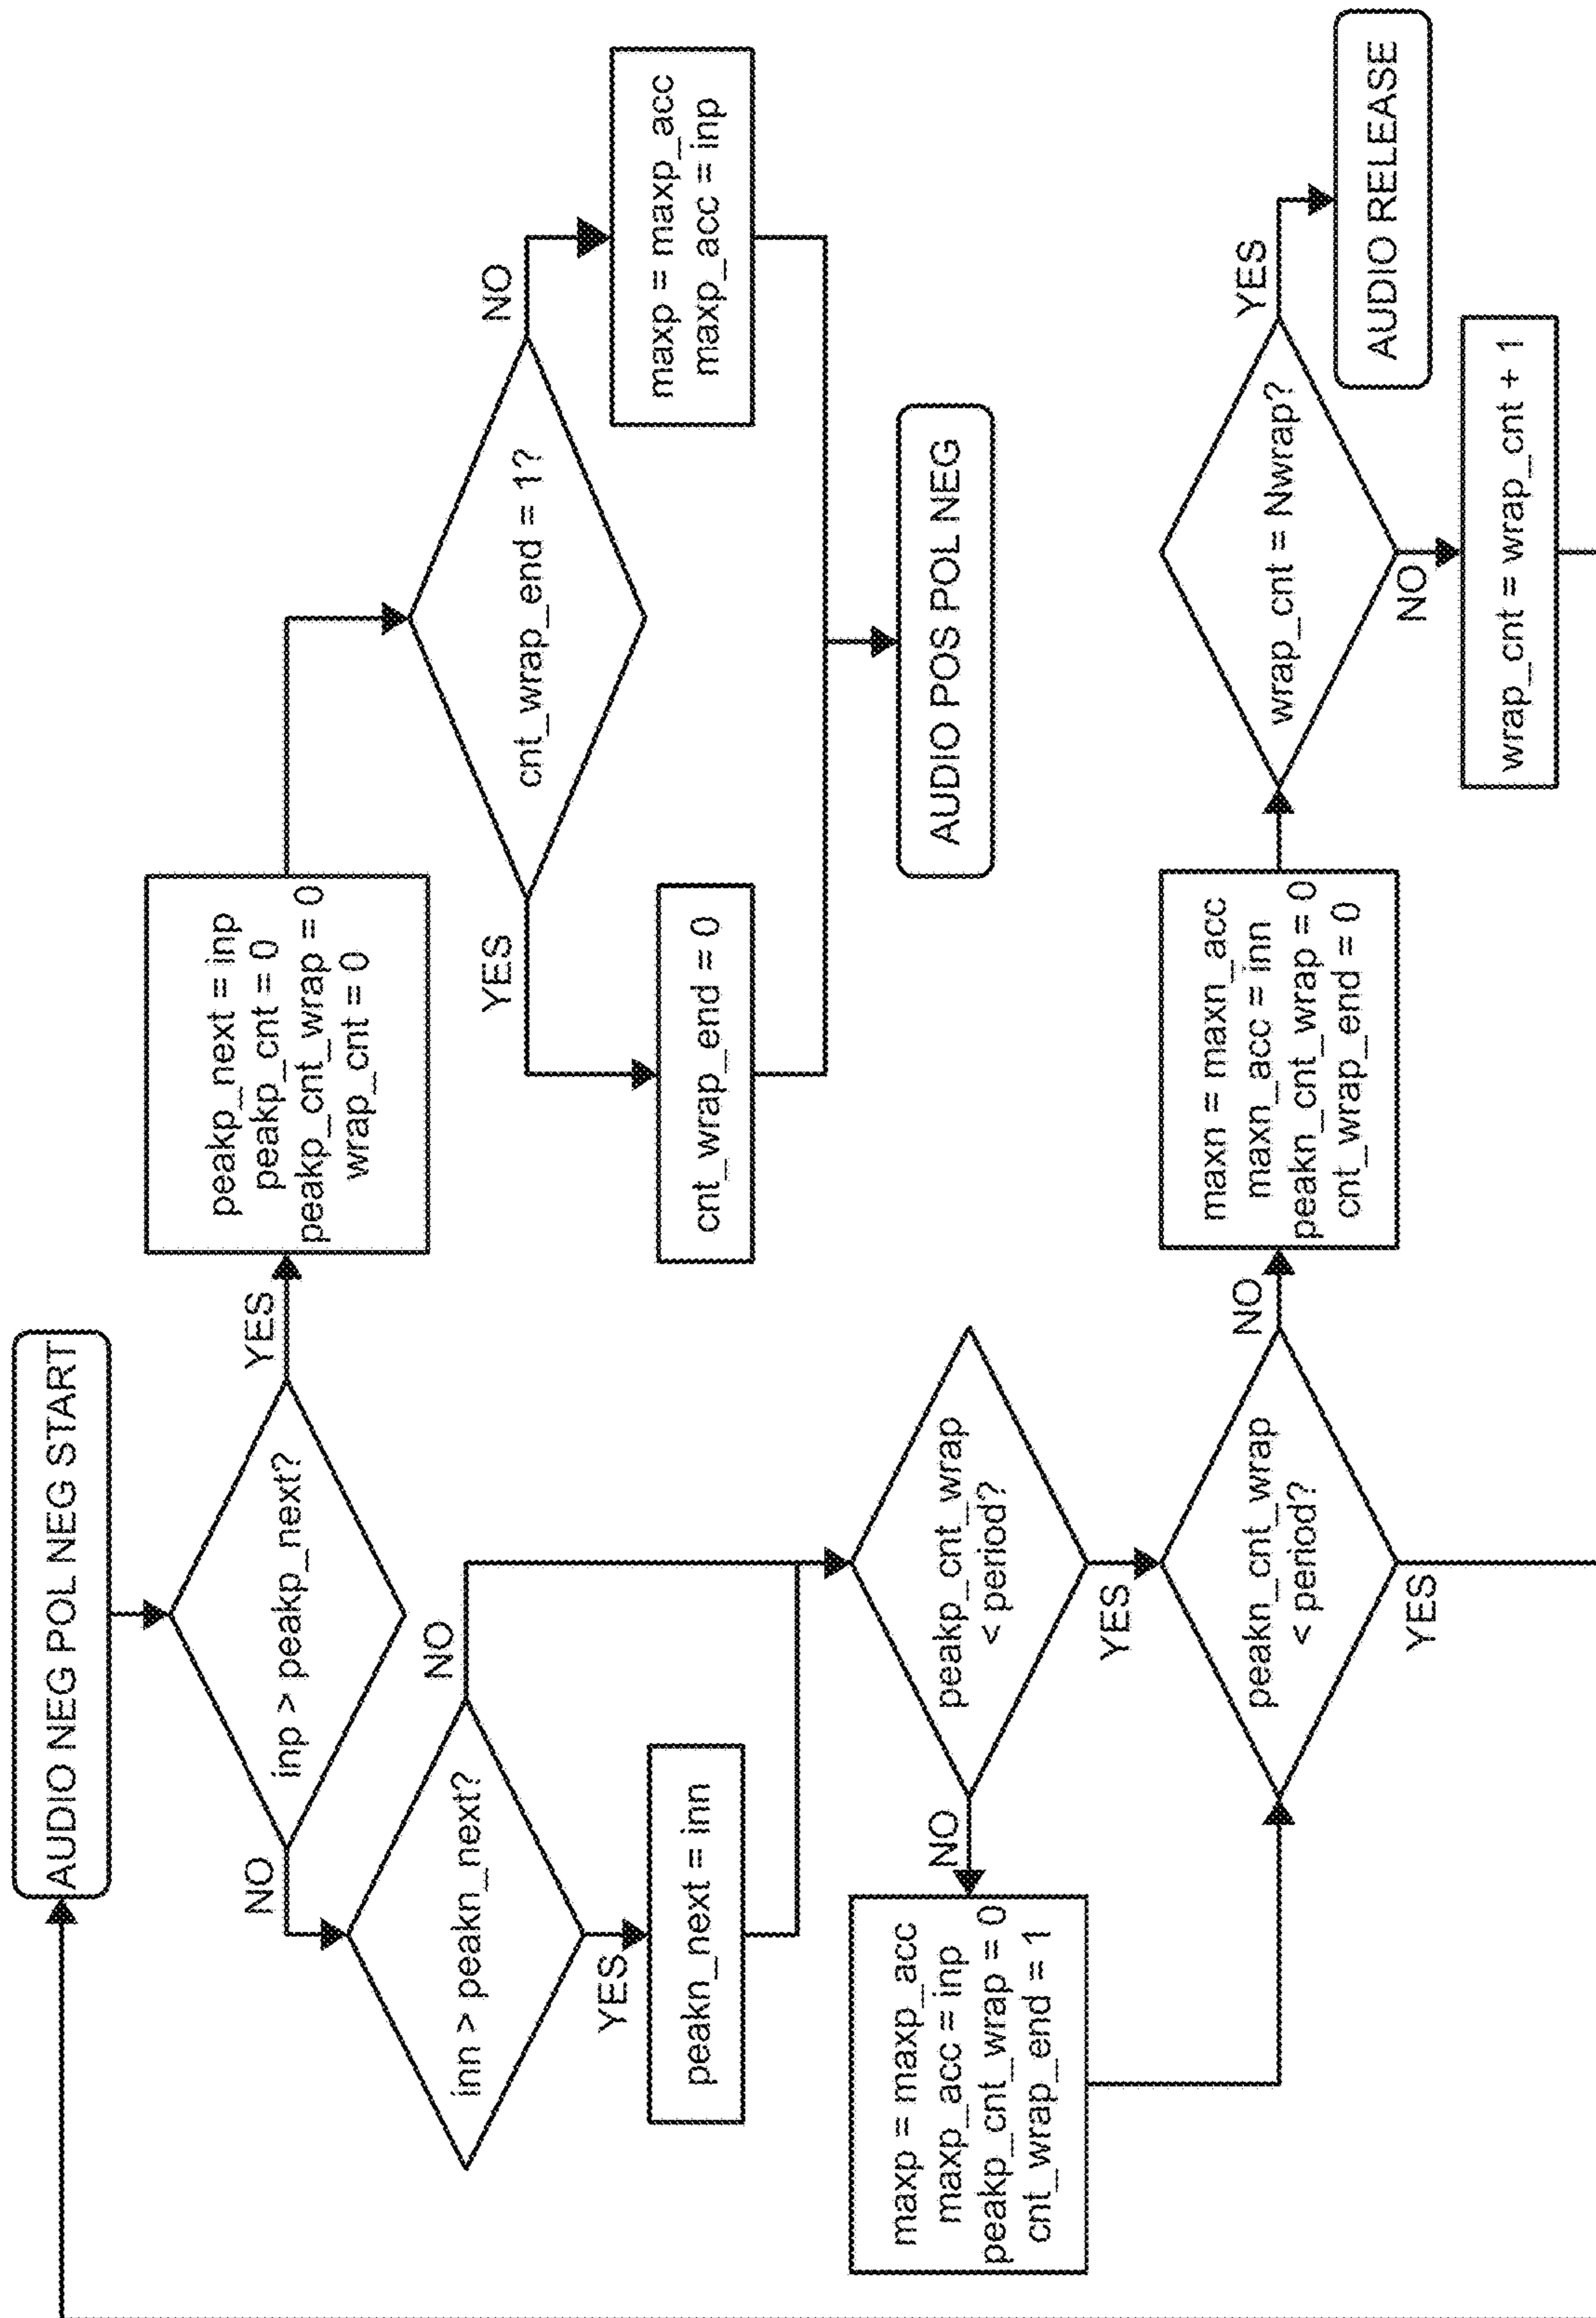 AUDIO NEG POL NEG START
inp > peakp_next?
YES
NO
peakp_next = inp
peakp_cnt = 0
peakp_cnt_wrap = 0
wrap_cnt = 0
inn > peakn_next?
NO
YES
peakn_next = inn
cnt_wrap_end = 1?
YES
NO
cnt_wrap_end = 0
maxp = maxp_acc
maxp_acc = inp
AUDIO POS POL NEG
peakp_cnt_wrap
< period?
NO
YES
maxp = maxp_acc
maxp_acc = inp
peakp_cnt_wrap = 0
cnt_wrap_end = 1
peakn_cnt_wrap
< period?
NO
YES
maxn = maxn_acc
maxn_acc = inn
peakn_cnt_wrap = 0
cnt_wrap_end = 0
wrap_cnt = Nwrap?
YES
NO
AUDIO RELEASE
wrap_cnt = wrap_cnt + 1